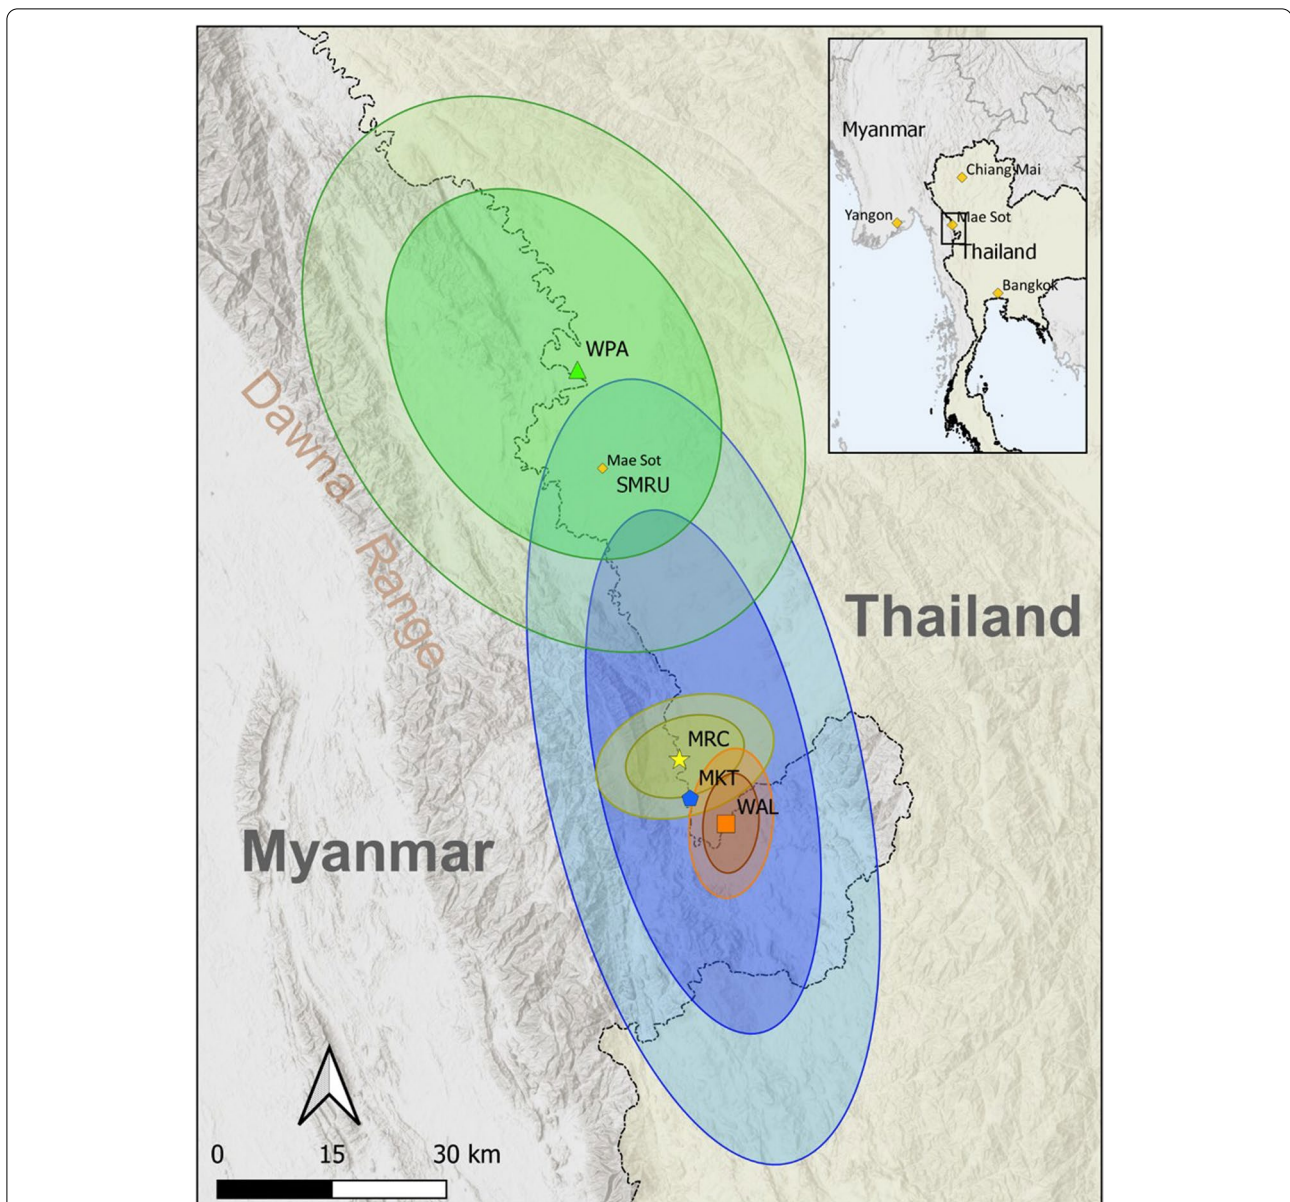 Myanmar
Chiang Mai
Yangon
Mae Sot
Thailand
Bangkok
WPA
Mae Sot
SMRU
Dawna Range
Thailand
MRC
MKT
WAL
Myanmar
0 15 30 km